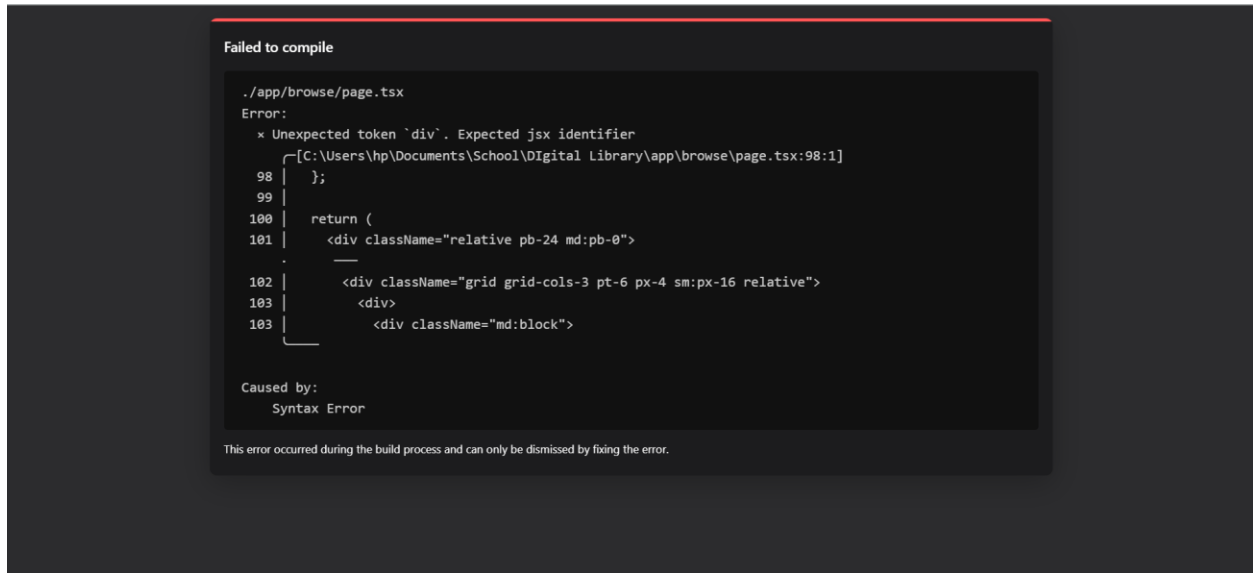 Failed to compile
./app/browse/page.tsx
Error:
× Unexpected token `div`. Expected jsx identifier
╭─[C:\Users\hp\Documents\School\DIgital Library\app\browse\page.tsx:98:1]
98 │ };
99 │
100 │ return (
101 │ <div className="relative pb-24 md:pb-0">
· ───
102 │ <div className="grid grid-cols-3 pt-6 px-4 sm:px-16 relative">
103 │ <div>
103 │ <div className="md:block">
╰────
Caused by:
Syntax Error
This error occurred during the build process and can only be dismissed by fixing the error.